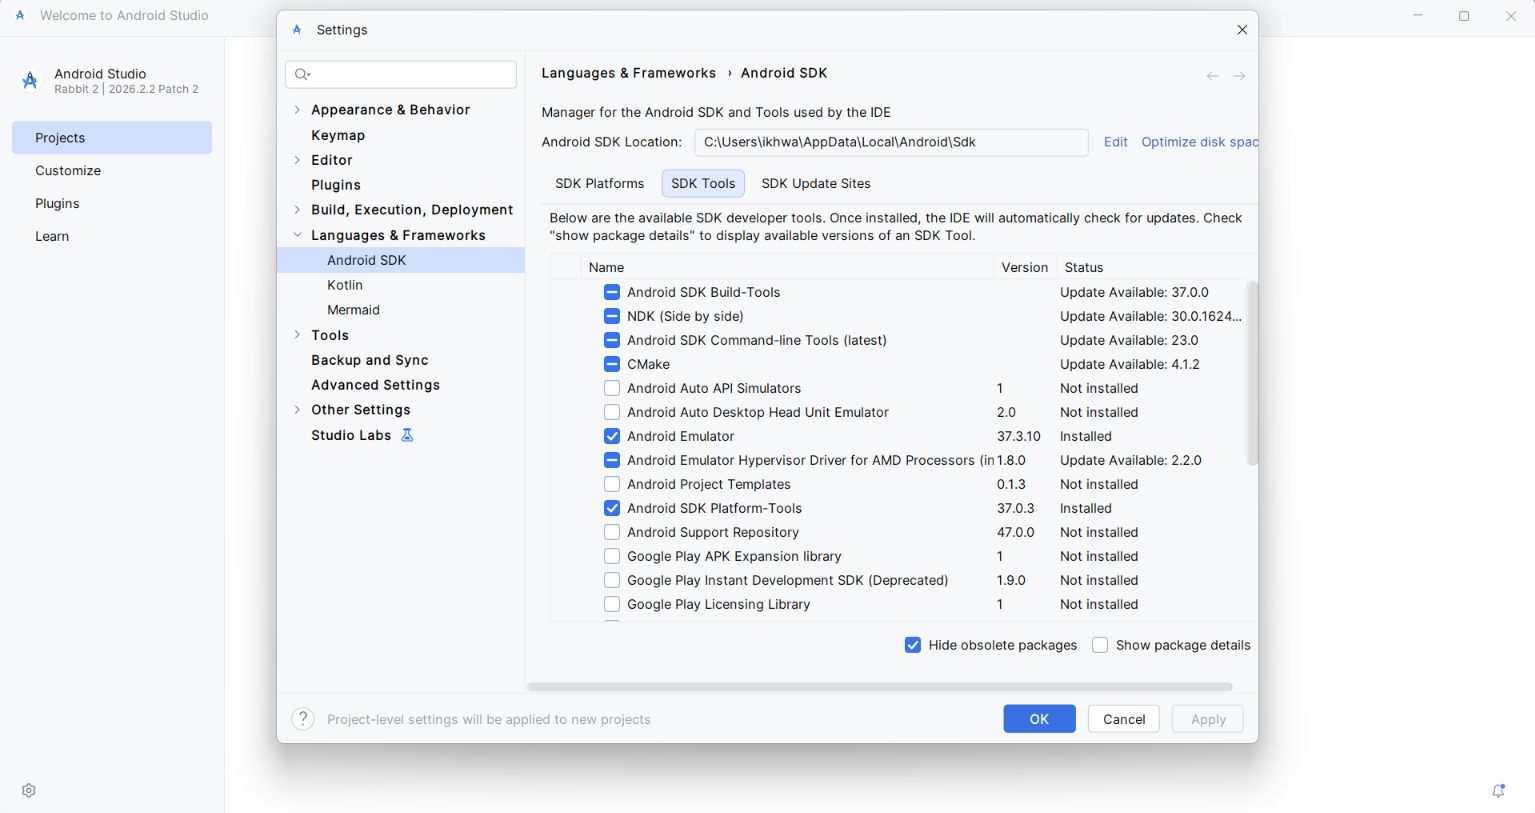 Welcome to Android Studio
Android Studio
Rabbit 2 | 2026.2.2 Patch 2
Projects
Customize
Plugins
Learn
Settings
Appearance & Behavior
Keymap
Editor
Plugins
Build, Execution, Deployment
Languages & Frameworks
Android SDK
Kotlin
Mermaid
Tools
Backup and Sync
Advanced Settings
Other Settings
Studio Labs
Languages & Frameworks › Android SDK
Manager for the Android SDK and Tools used by the IDE
Android SDK Location: C:\Users\ikhwa\AppData\Local\Android\Sdk Edit Optimize disk spac
SDK Platforms SDK Tools SDK Update Sites
Below are the available SDK developer tools. Once installed, the IDE will automatically check for updates. Check
"show package details" to display available versions of an SDK Tool.
Name Version Status
Android SDK Build-Tools Update Available: 37.0.0
NDK (Side by side) Update Available: 30.0.1624...
Android SDK Command-line Tools (latest) Update Available: 23.0
CMake Update Available: 4.1.2
Android Auto API Simulators 1 Not installed
Android Auto Desktop Head Unit Emulator 2.0 Not installed
Android Emulator 37.3.10 Installed
Android Emulator Hypervisor Driver for AMD Processors (in 1.8.0 Update Available: 2.2.0
Android Project Templates 0.1.3 Not installed
Android SDK Platform-Tools 37.0.3 Installed
Android Support Repository 47.0.0 Not installed
Google Play APK Expansion library 1 Not installed
Google Play Instant Development SDK (Deprecated) 1.9.0 Not installed
Google Play Licensing Library 1 Not installed
Hide obsolete packages Show package details
? Project-level settings will be applied to new projects
OK Cancel Apply